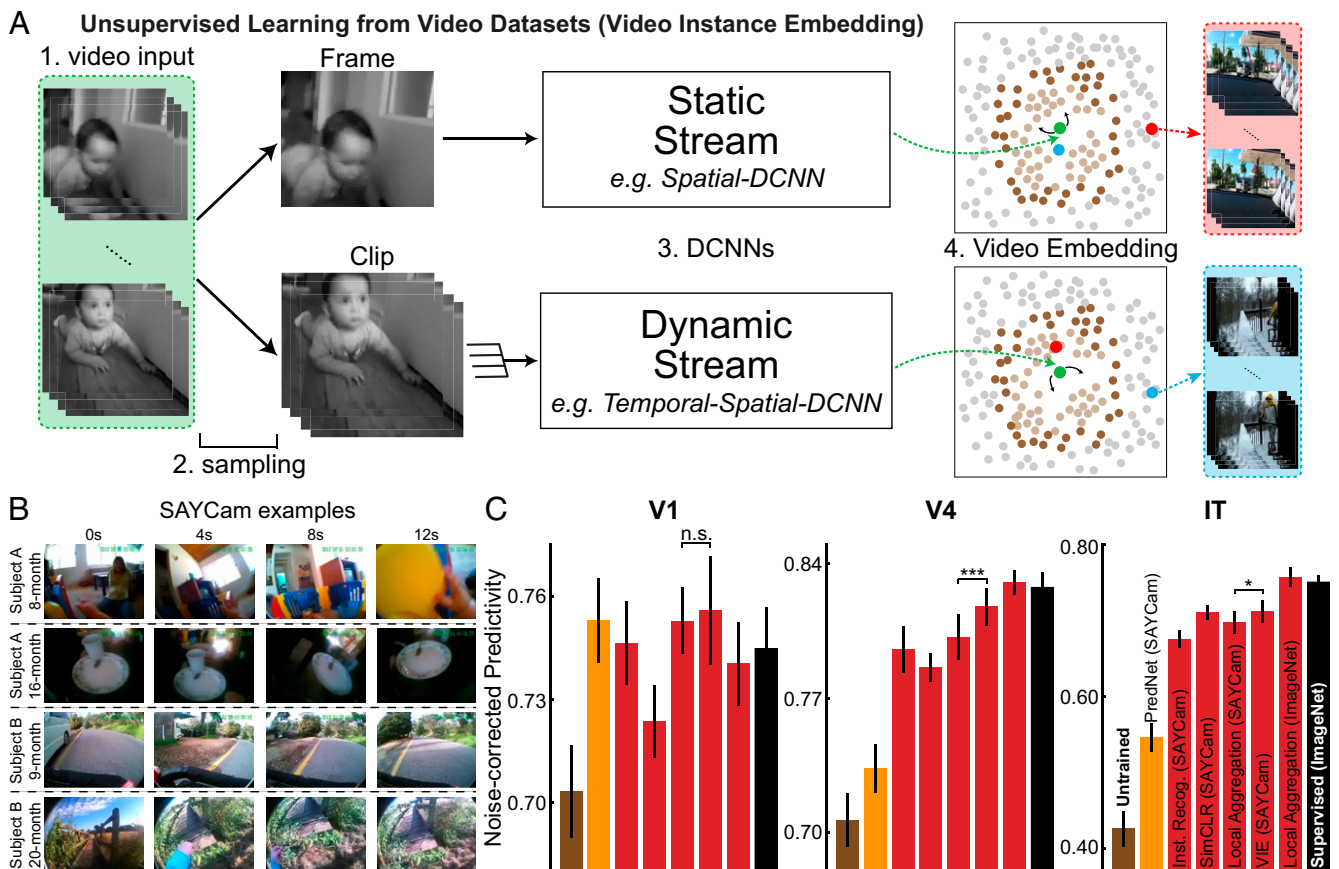 A
Unsupervised Learning from Video Datasets (Video Instance Embedding)
1. video input
Frame
Static
Stream
e.g. Spatial-DCNN
Clip
3. DCNNs
4. Video Embedding
Dynamic
Stream
e.g. Temporal-Spatial-DCNN
2. sampling
B
SAYCam examples
0s
4s
8s
12s
Subject A
8-month
Subject A
16-month
Subject B
9-month
Subject B
20-month
C
Noise-corrected Predictivity
V1
n.s.
0.76
0.73
0.70
V4
***
0.84
0.77
0.70
IT
*
0.80
0.60
0.40
Untrained
PredNet (SAYCam)
Inst. Recog. (SAYCam)
SimCLR (SAYCam)
Local Aggregation (SAYCam)
VIE (SAYCam)
Local Aggregation (ImageNet)
Supervised (ImageNet)